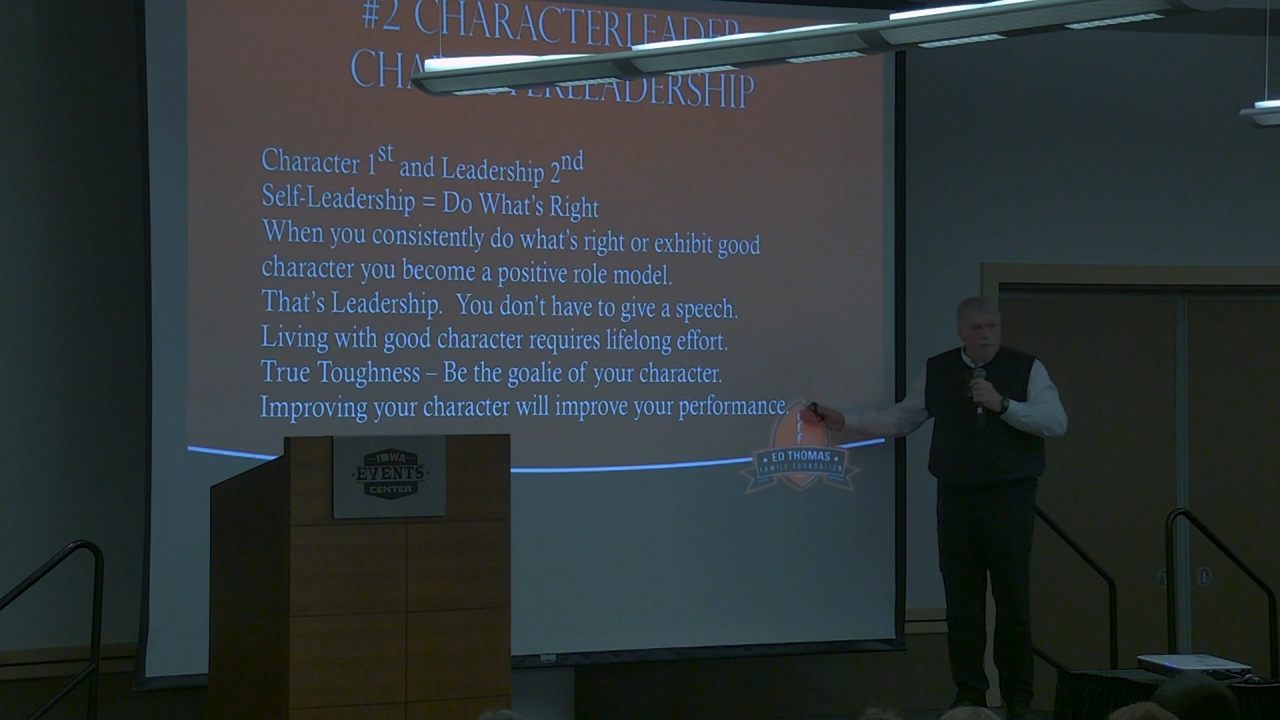 #2 CHARACTERLEADER
CHARACTERLEADERSHIP
Character 1st and Leadership 2nd
Self-Leadership = Do What's Right
When you consistently do what's right or exhibit good
character you become a positive role model.
That's Leadership. You don't have to give a speech.
Living with good character requires lifelong effort.
True Toughness – Be the goalie of your character.
Improving your character will improve your performance.
ED THOMAS
FAMILY FOUNDATION
IOWA
EVENTS
CENTER